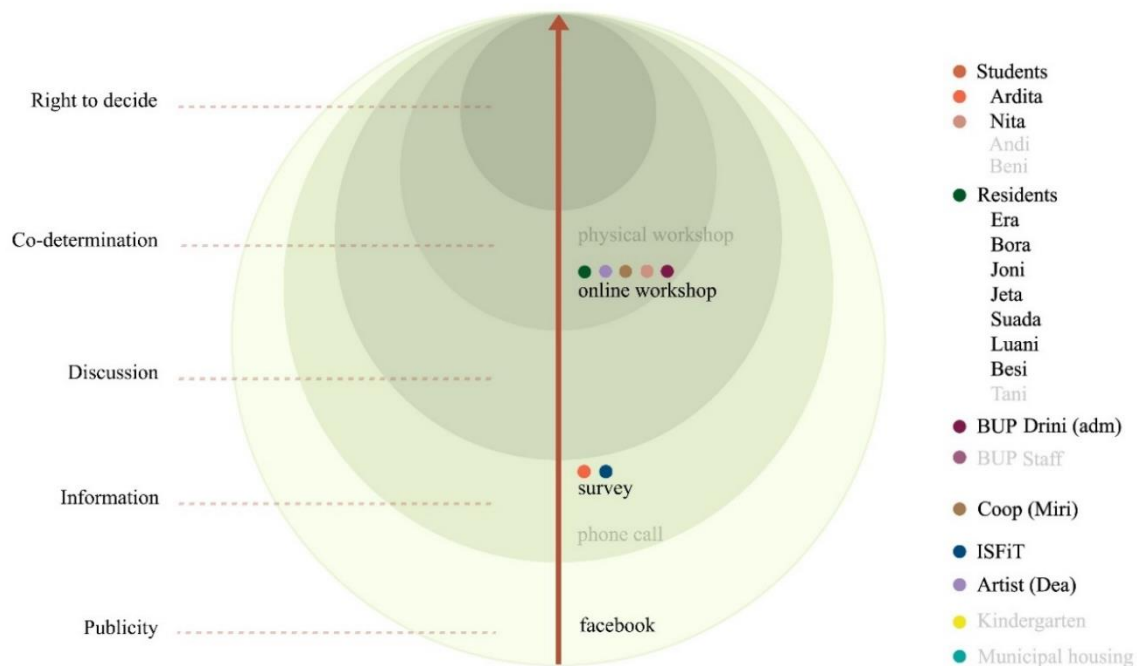 Right to decide
Co-determination
Discussion
Information
Publicity
physical workshop
online workshop
survey
phone call
facebook
Students
Ardita
Nita
Andi
Beni
Residents
Era
Bora
Joni
Jeta
Suada
Luani
Besi
Tani
BUP Drini (adm)
BUP Staff
Coop (Miri)
ISFiT
Artist (Dea)
Kindergarten
Municipal housing